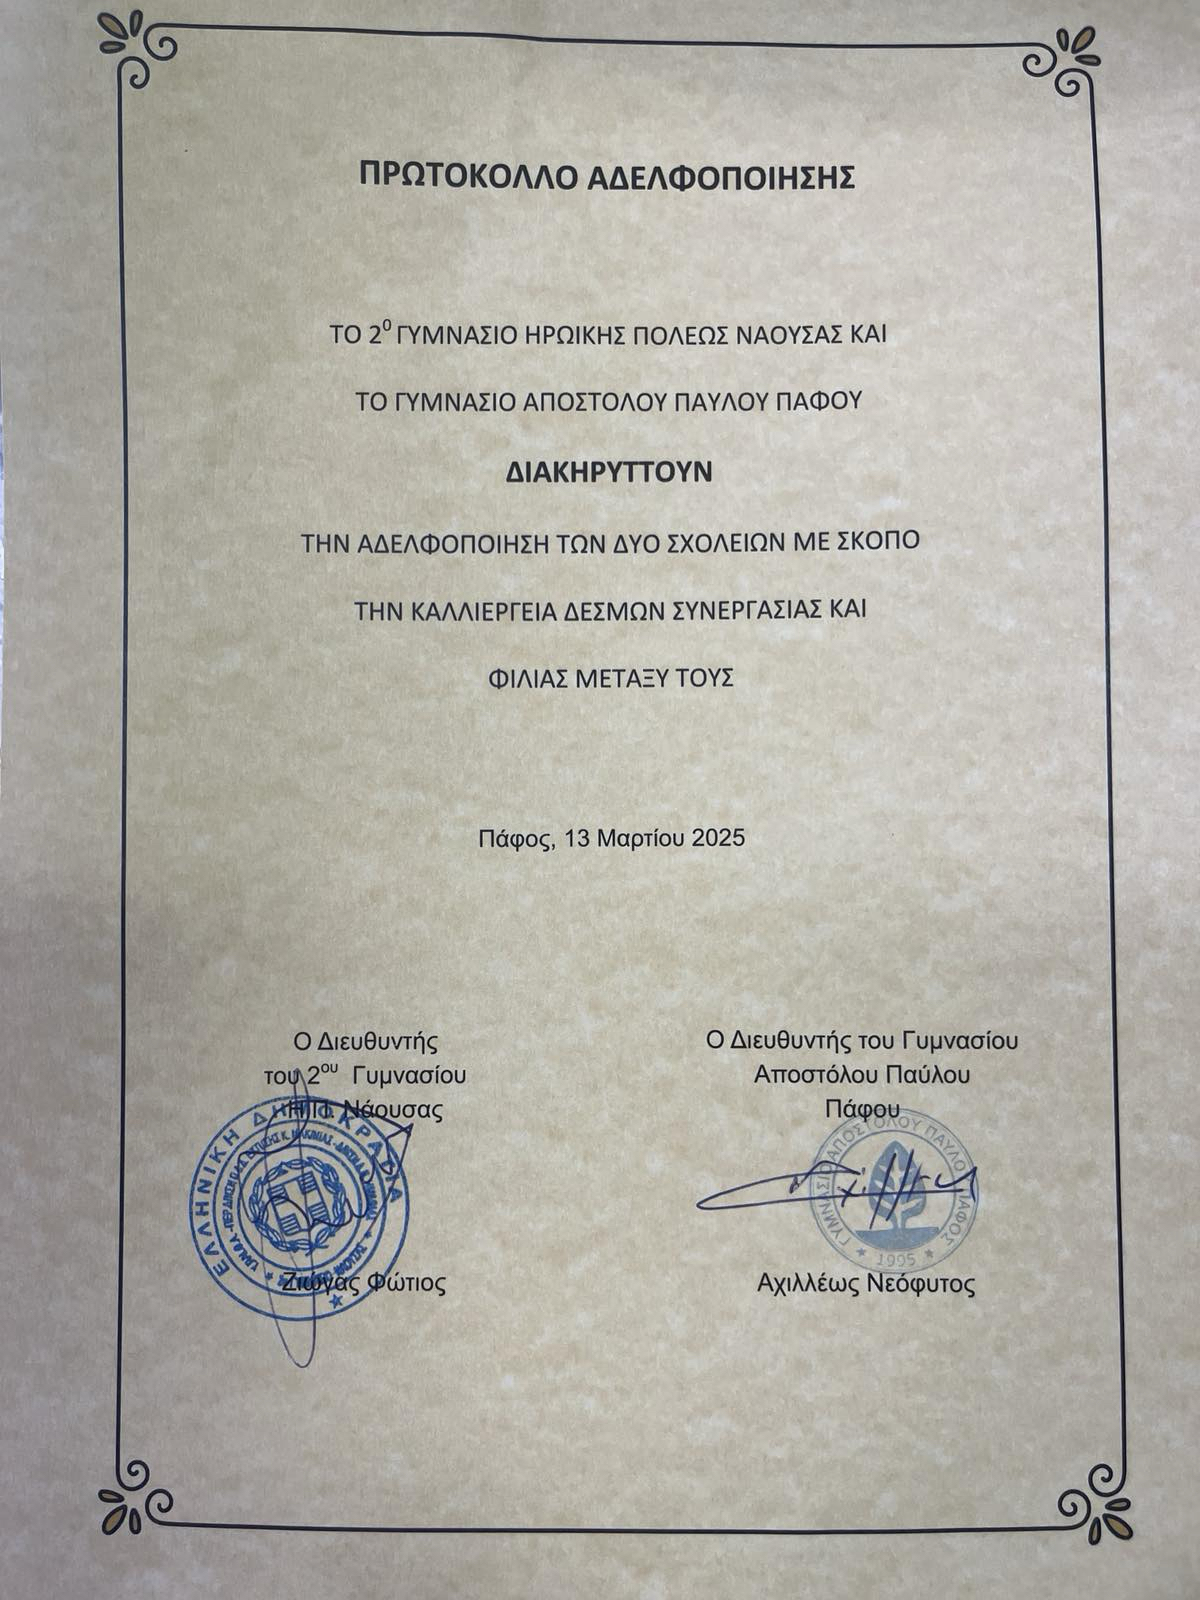 ΠΡΩΤΟΚΟΛΛΟ ΑΔΕΛΦΟΠΟΙΗΣΗΣ
ΤΟ 2⁰ ΓΥΜΝΑΣΙΟ ΗΡΩΙΚΗΣ ΠΟΛΕΩΣ ΝΑΟΥΣΑΣ ΚΑΙ
ΤΟ ΓΥΜΝΑΣΙΟ ΑΠΟΣΤΟΛΟΥ ΠΑΥΛΟΥ ΠΑΦΟΥ
ΔΙΑΚΗΡΥΤΤΟΥΝ
ΤΗΝ ΑΔΕΛΦΟΠΟΙΗΣΗ ΤΩΝ ΔΥΟ ΣΧΟΛΕΙΩΝ ΜΕ ΣΚΟΠΟ
ΤΗΝ ΚΑΛΛΙΕΡΓΕΙΑ ΔΕΣΜΩΝ ΣΥΝΕΡΓΑΣΙΑΣ ΚΑΙ
ΦΙΛΙΑΣ ΜΕΤΑΞΥ ΤΟΥΣ
Πάφος, 13 Μαρτίου 2025
Ο Διευθυντής
του 2ου Γυμνασίου
Η.Π. Νάουσας
ΕΛΛΗΝΙΚΗ ΔΗΜΟΚΡΑΤΙΑ
Ζιώγας Φώτιος
Ο Διευθυντής του Γυμνασίου
Αποστόλου Παύλου
Πάφου
ΓΥΜΝΑΣΙΟ ΑΠΟΣΤΟΛΟΥ ΠΑΥΛΟΥ ΠΑΦΟΣ
1995
Αχιλλέως Νεόφυτος